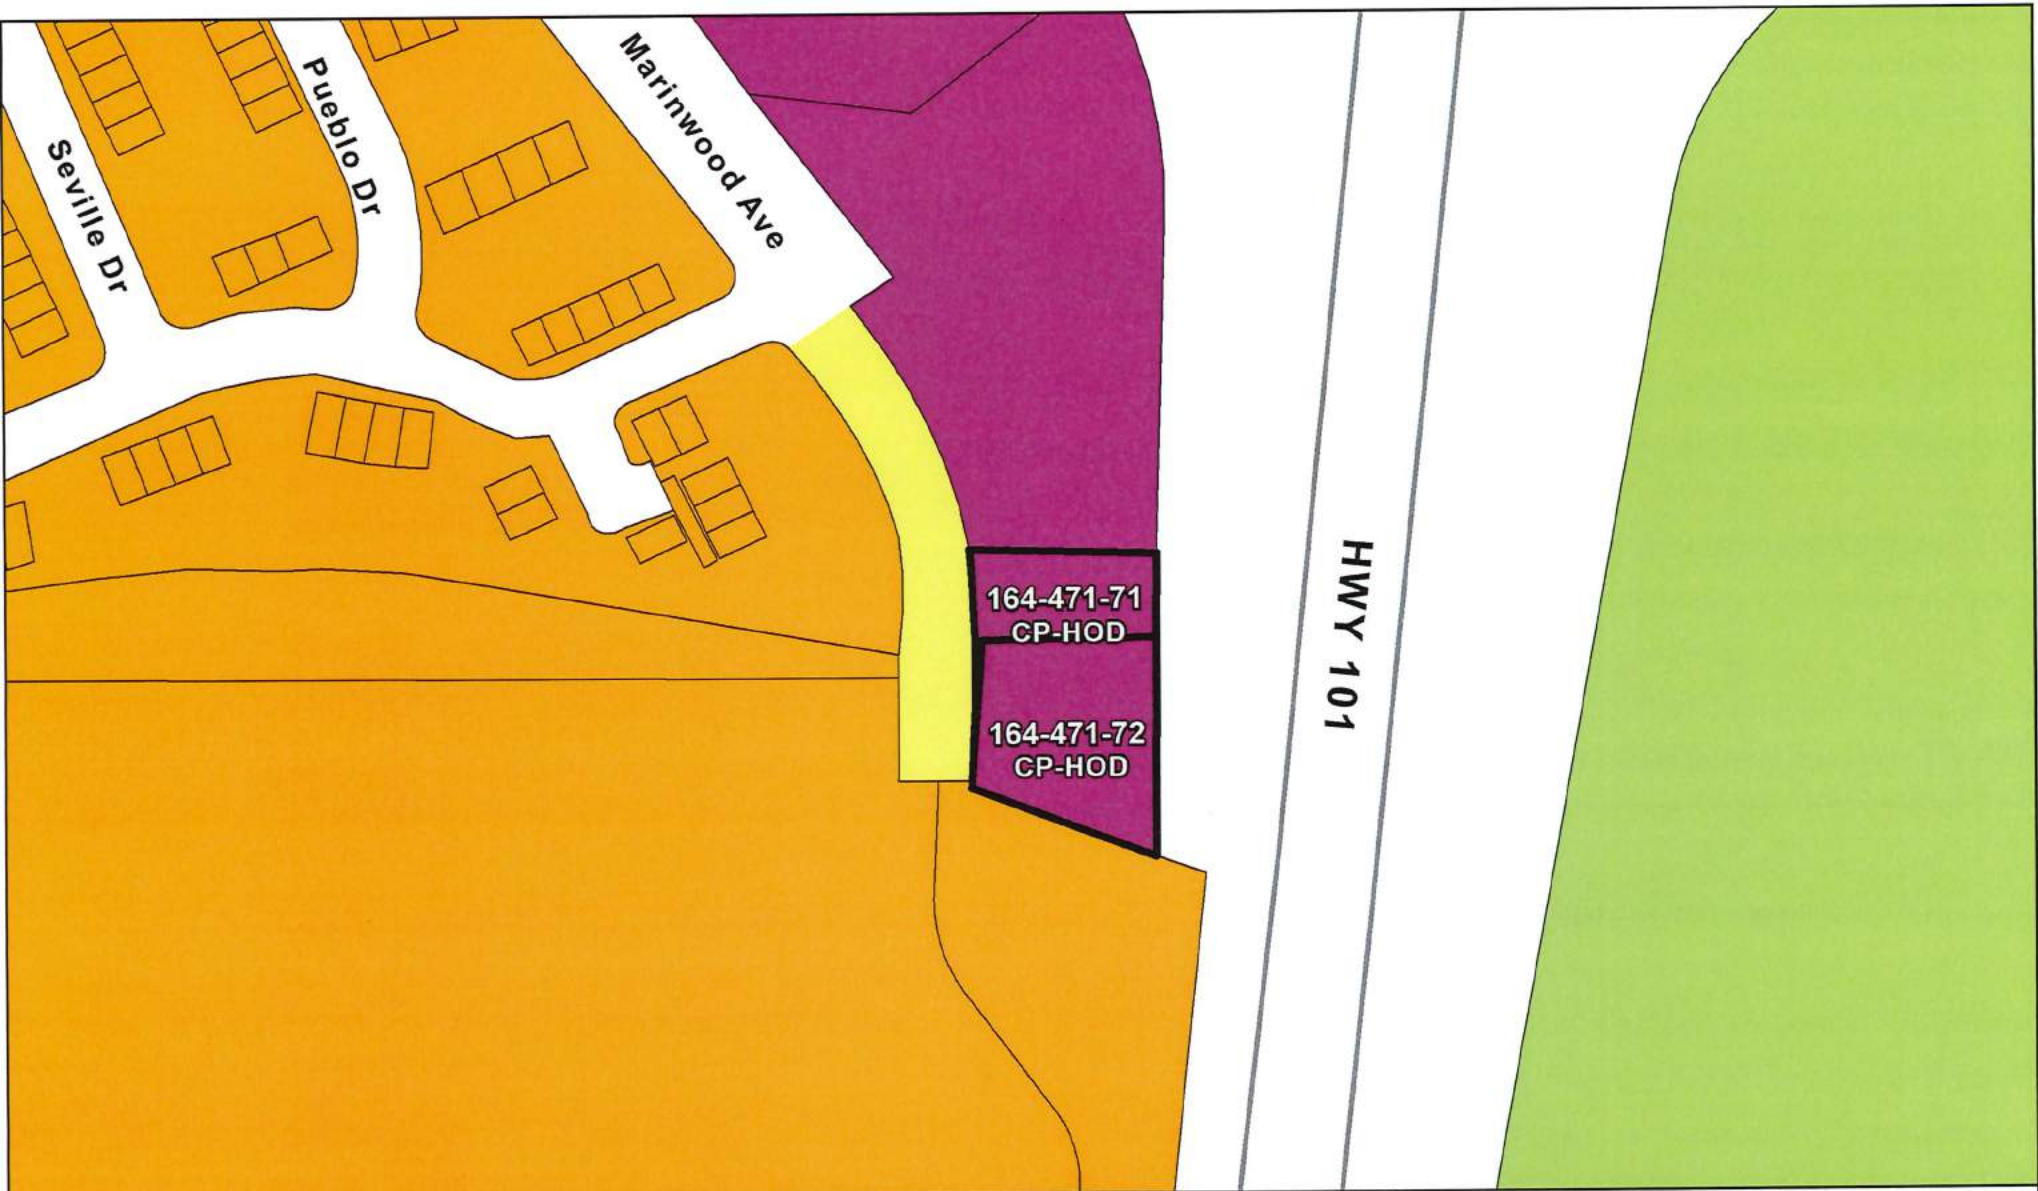 Seville Dr
Pueblo Dr
Marinwood Ave
HWY 101
164-471-71
CP-HOD
164-471-72
CP-HOD